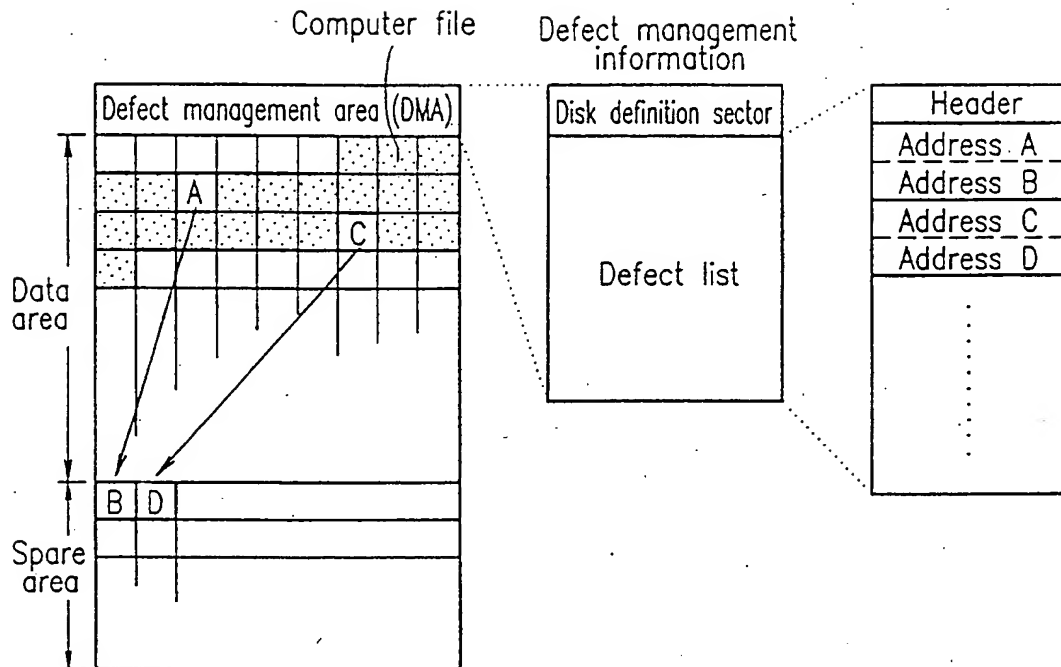 Computer file
Defect management
information
Defect management area (DMA)
Disk definition sector
Header
Address A
Address B
Address C
Address D
A
C
Data
area
Defect list
B D
Spare
area